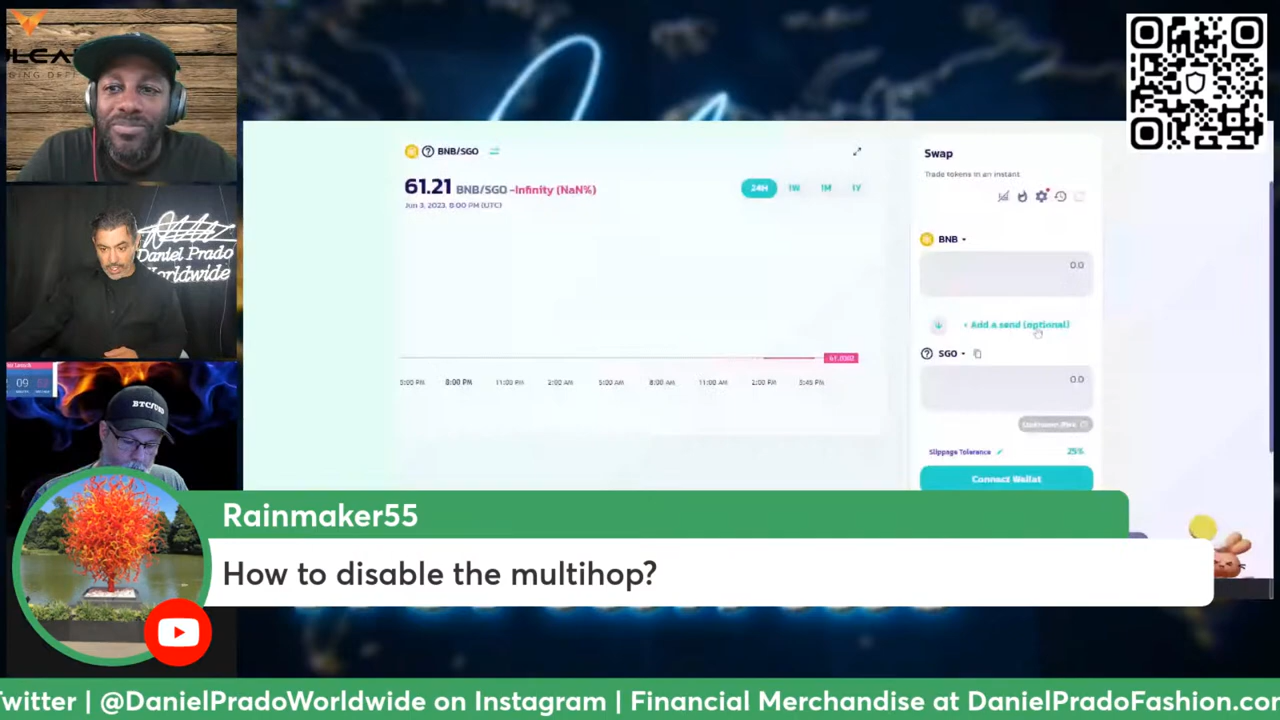 BNB/SGO
61.21 BNB/SGO -Infinity (NaN%)
Jun 3, 2023, 8:00 PM (UTC)
24H 1W 1M 1Y
5:00 PM 8:00 PM 11:00 PM 2:00 AM 5:00 AM 8:00 AM 11:00 AM 2:00 PM 5:45 PM
Swap
Trade tokens in an instant
BNB
0.0
+ Add a send (optional)
SGO
0.0
Slippage Tolerance 25%
Connect Wallet
Daniel Prado
Worldwide
09
BTC/USD
Rainmaker55
How to disable the multihop?
Twitter | @DanielPradoWorldwide on Instagram | Financial Merchandise at DanielPradoFashion.com